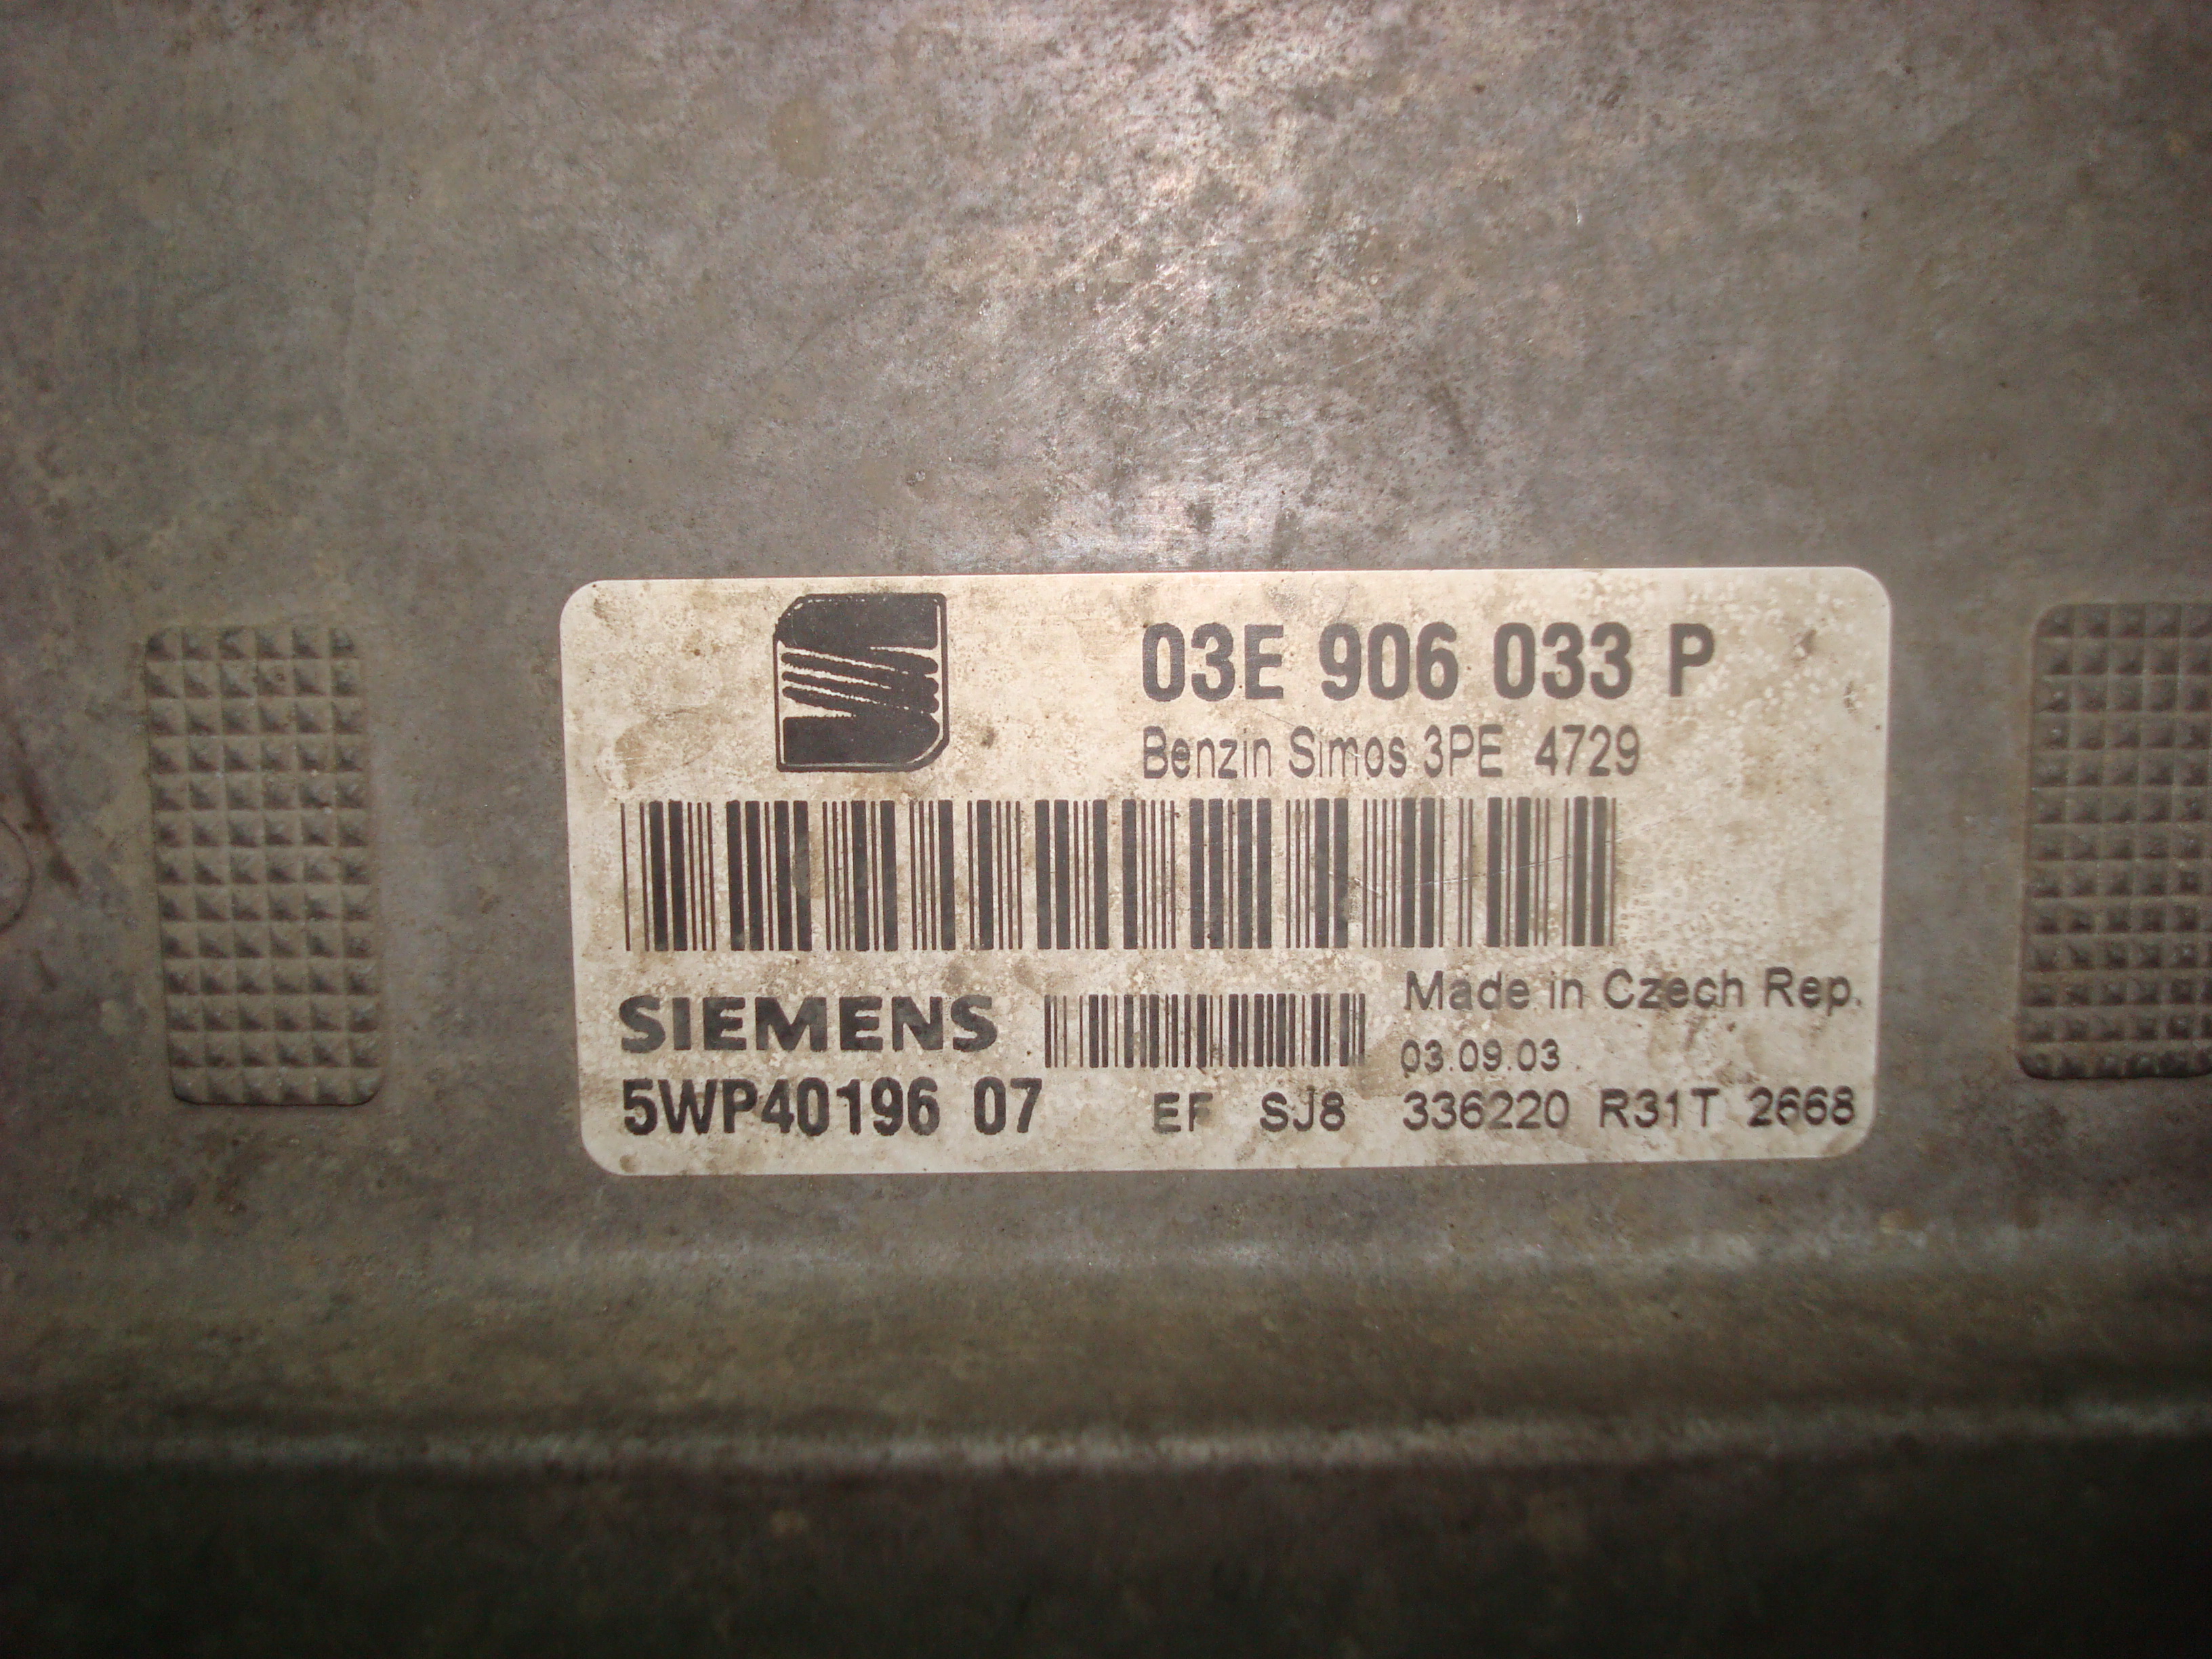 03E 906 033 P
Benzin Simos 3PE 4729
SIEMENS
Made in Czech Rep.
03.09.03
5WP40196 07 EF SJ8 336220 R31T 2668